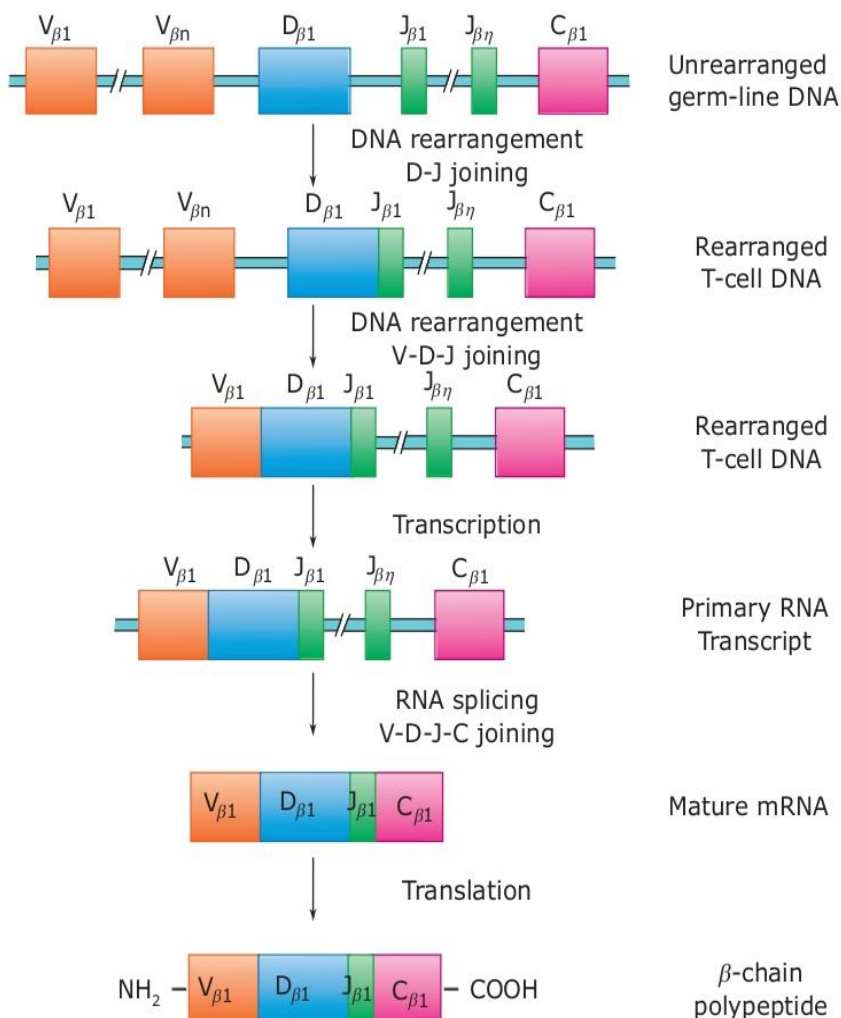 Vβ1 Vβn Dβ1 Jβ1 Jβη Cβ1
Unrearranged
germ-line DNA
DNA rearrangement
D-J joining
Vβ1 Vβn Dβ1 Jβ1 Jβη Cβ1
Rearranged
T-cell DNA
DNA rearrangement
V-D-J joining
Vβ1 Dβ1 Jβ1 Jβη Cβ1
Rearranged
T-cell DNA
Transcription
Vβ1 Dβ1 Jβ1 Jβη Cβ1
Primary RNA
Transcript
RNA splicing
V-D-J-C joining
Vβ1 Dβ1 Jβ1 Cβ1
Mature mRNA
Translation
NH2 – Vβ1 Dβ1 Jβ1 Cβ1 – COOH
β-chain
polypeptide